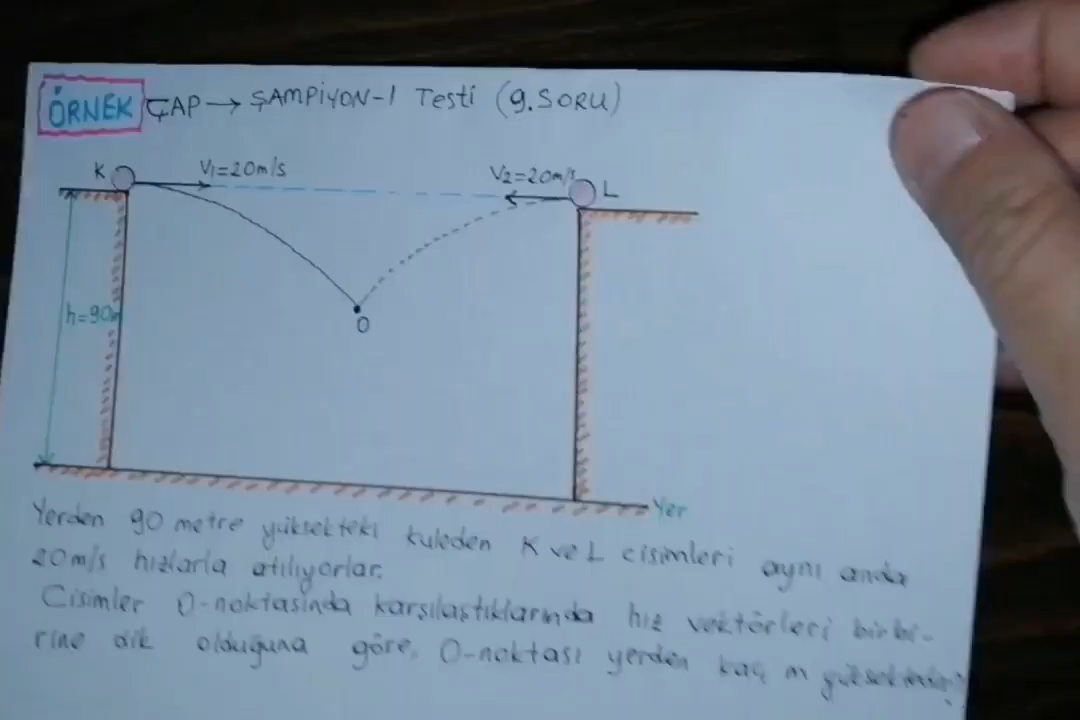 ÖRNEK ÇAP → ŞAMPİYON-1 Testi (9.SORU)
K V1=20m/s
V2=20m/s L
h=90m
O
Yer
Yerden 90 metre yüksekteki kuleden K ve L cisimleri aynı anda
20m/s hızlarla atılıyorlar.
Cisimler O-noktasında karşılaştıklarında hız vektörleri birbi-
rine dik olduğuna göre, O-noktası yerden kaç m yüksektedir?